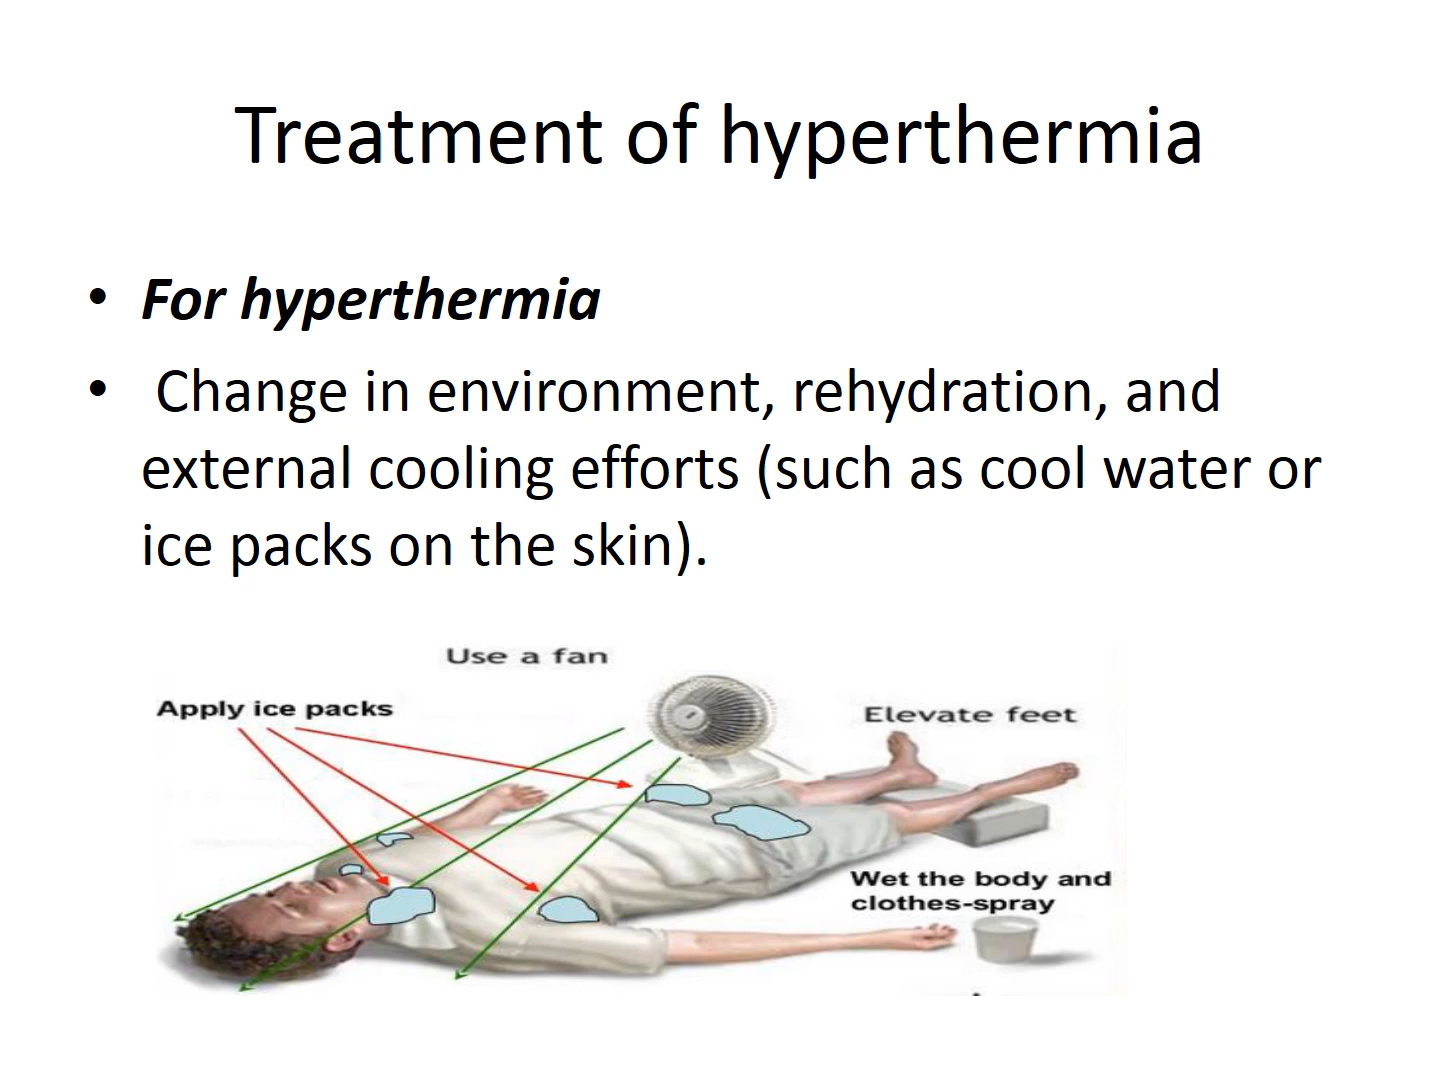 Treatment of hyperthermia
• For hyperthermia
• Change in environment, rehydration, and
external cooling efforts (such as cool water or
ice packs on the skin).
Use a fan
Apply ice packs
Elevate feet
Wet the body and
clothes-spray